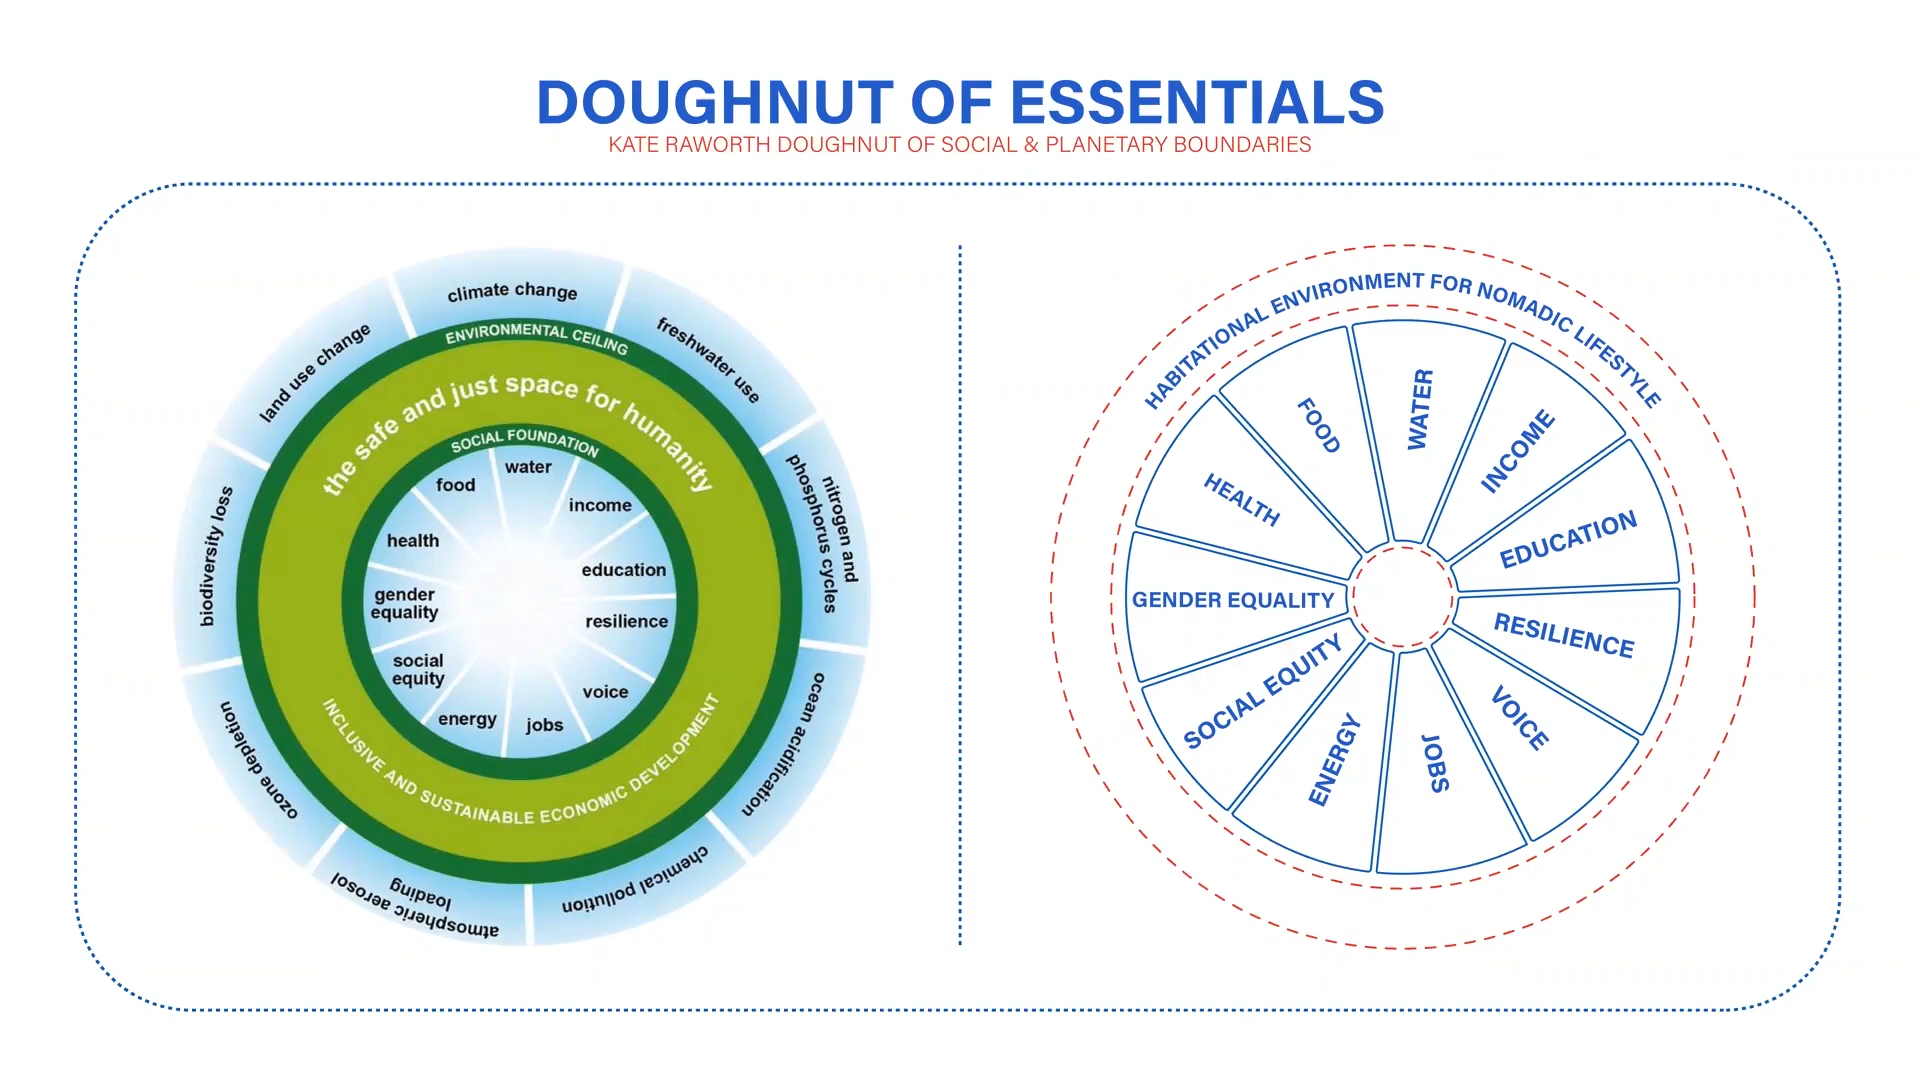 DOUGHNUT OF ESSENTIALS
KATE RAWORTH DOUGHNUT OF SOCIAL & PLANETARY BOUNDARIES
climate change
freshwater use
nitrogen and
phosphorus cycles
ocean acidification
chemical pollution
atmospheric aerosol
loading
ozone depletion
biodiversity loss
land use change
ENVIRONMENTAL CEILING
the safe and just space for humanity
SOCIAL FOUNDATION
water
income
education
resilience
voice
jobs
energy
social
equity
gender
equality
health
food
INCLUSIVE AND SUSTAINABLE ECONOMIC DEVELOPMENT
HABITATIONAL ENVIRONMENT FOR NOMADIC LIFESTYLE
WATER
INCOME
EDUCATION
RESILIENCE
VOICE
JOBS
ENERGY
SOCIAL EQUITY
GENDER EQUALITY
HEALTH
FOOD